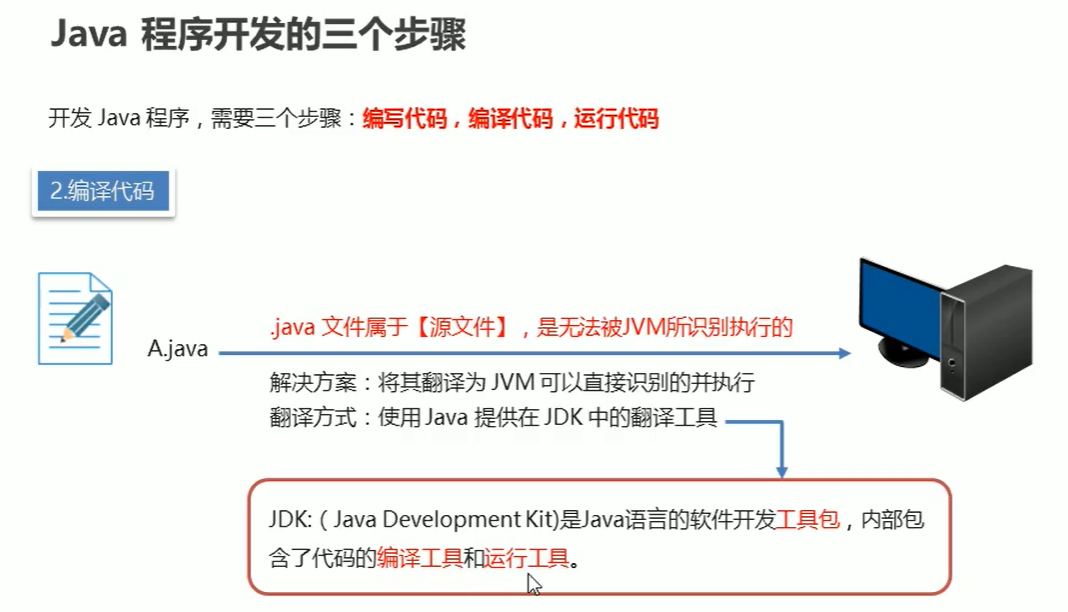 Java 程序开发的三个步骤
开发 Java 程序，需要三个步骤：编写代码，编译代码，运行代码
2.编译代码
.java 文件属于【源文件】，是无法被JVM所识别执行的
A.java
解决方案：将其翻译为 JVM 可以直接识别的并执行
翻译方式：使用 Java 提供在 JDK 中的翻译工具
JDK:（ Java Development Kit)是Java语言的软件开发工具包，内部包
含了代码的编译工具和运行工具。